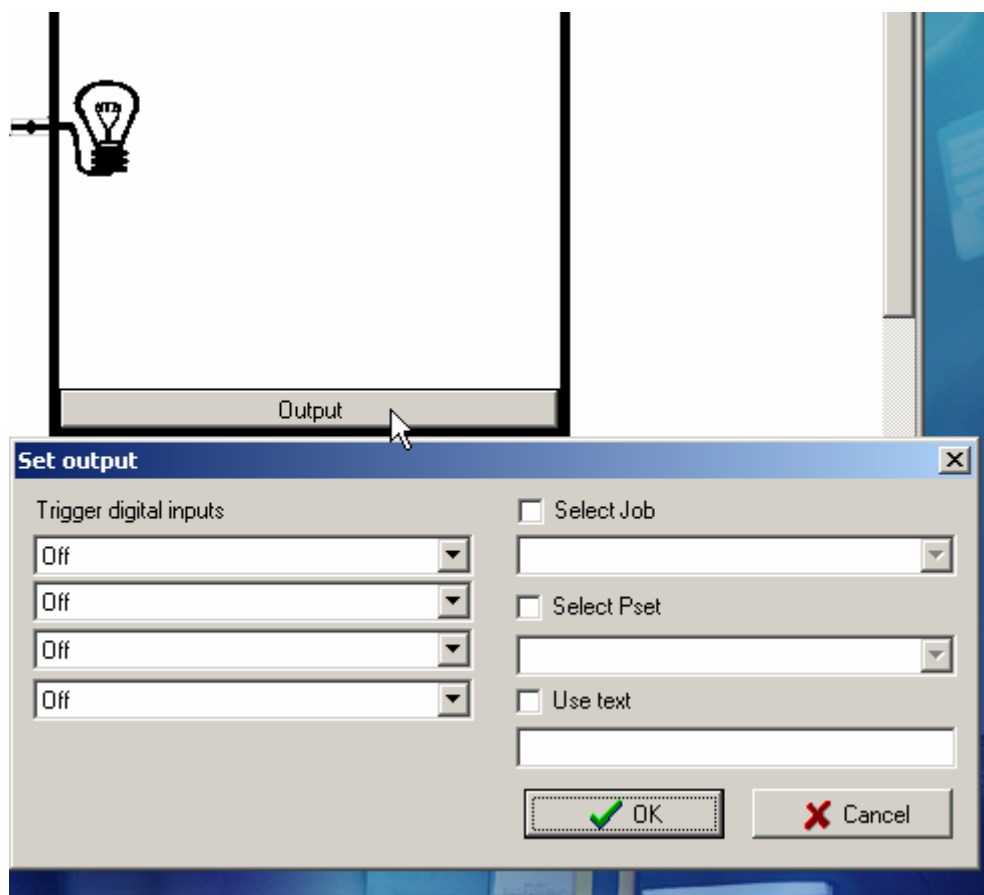 Output
Set output
Trigger digital inputs
Off
Off
Off
Off
Select Job
Select Pset
Use text
OK
Cancel